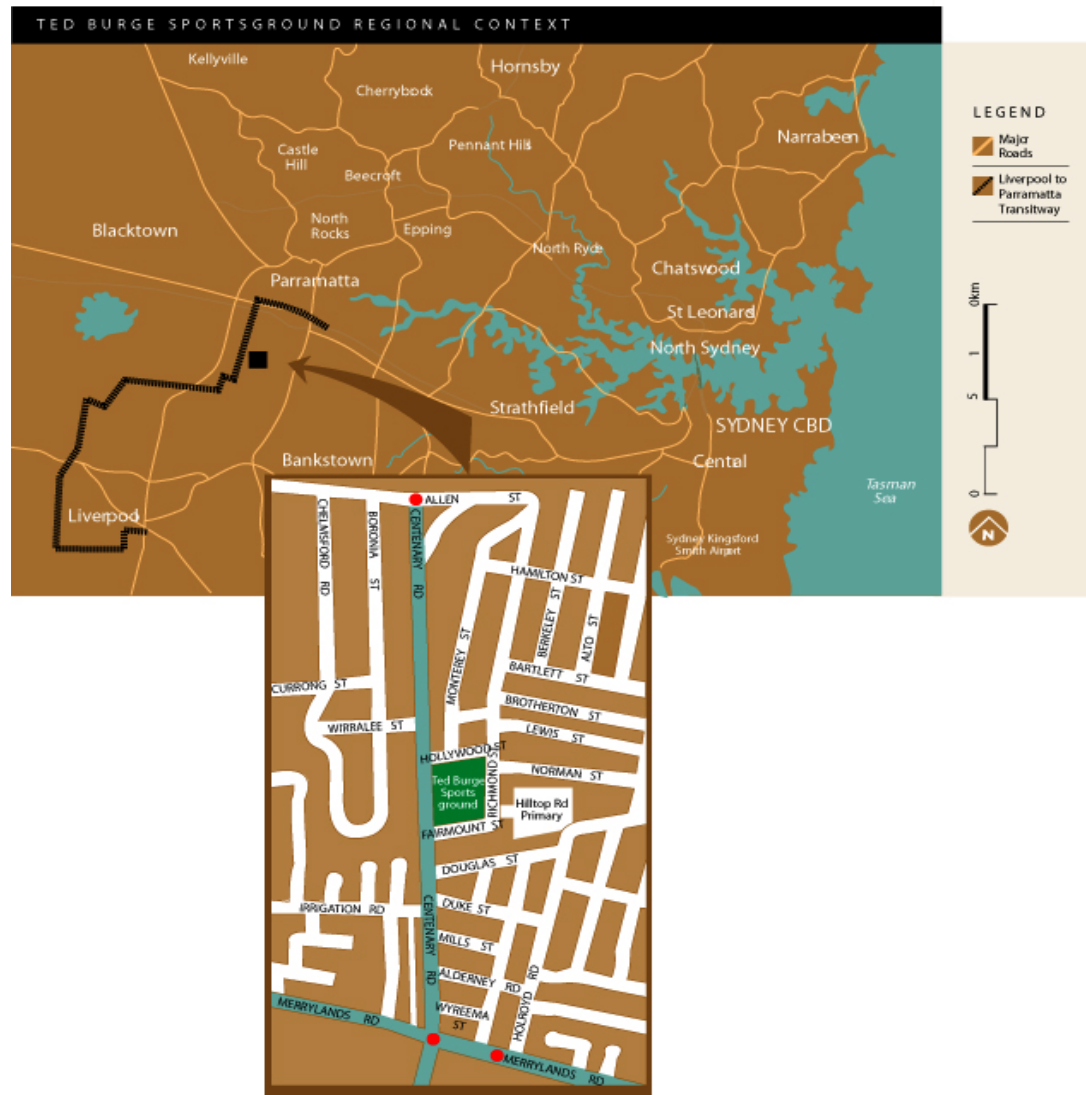 TED BURGE SPORTSGROUND REGIONAL CONTEXT
Kellyville
Hornsby
Cherrybook
Narrabeen
Castle
Hill
Pennant Hills
Beecroft
North
Rocks
Epping
Blacktown
North Ryde
Chatswood
Parramatta
St Leonard
North Sydney
Strathfield
SYDNEY CBD
Bankstown
Central
Tasman
Sea
Liverpool
Sydney Kingsford
Smith Airport
LEGEND
Major
Roads
Liverpool to
Parramatta
Transitway
0km
1
5
0
N
ALLEN ST
CHELMSFORD RD
BORONIA ST
CENTENARY RD
HAMILTON ST
BERKELEY ST
ALTO ST
MONTEREY ST
BARTLETT ST
CURRONG ST
BROTHERTON ST
WIRRALEE ST
LEWIS ST
HOLLYWOOD ST
NORMAN ST
RICHMOND ST
Ted Burge
Sports
ground
Hilltop Rd
Primary
FAIRMOUNT ST
DOUGLAS ST
CENTENARY RD
DUKE ST
IRRIGATION RD
MILLS ST
ALDERNEY RD
HOLROYD RD
WYREEMA
ST
MERRYLANDS RD
MERRYLANDS RD